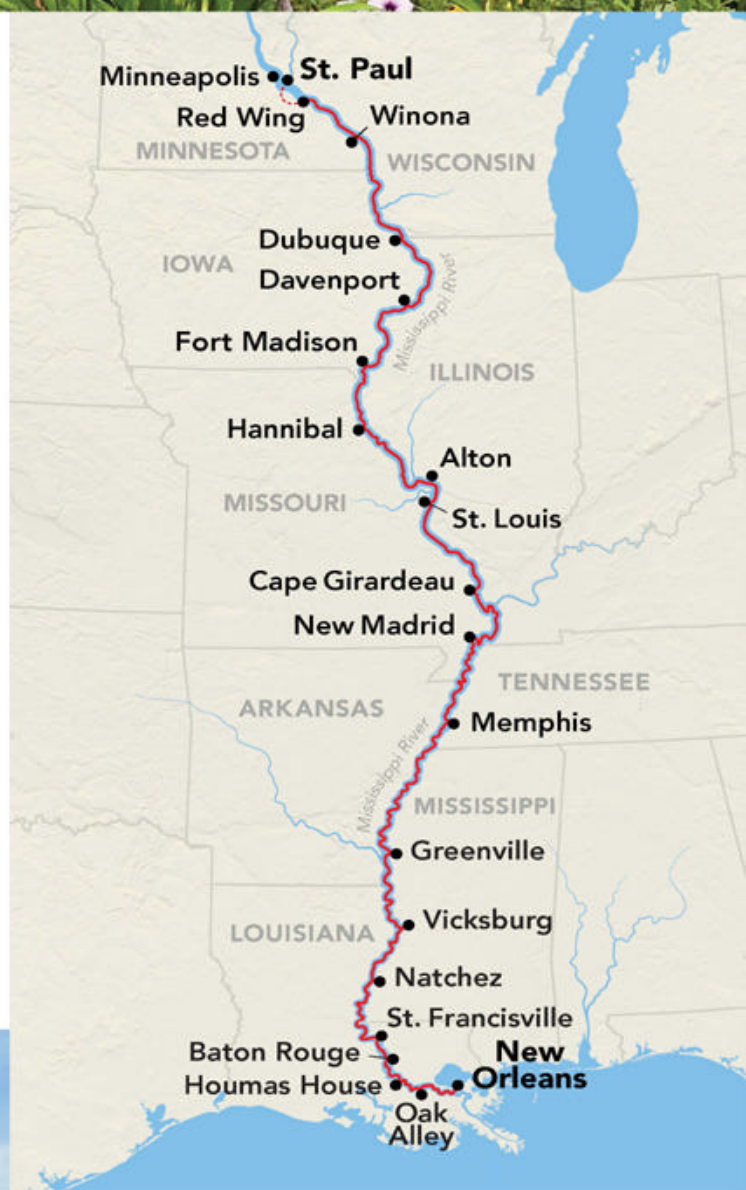 Minneapolis
St. Paul
Red Wing
Winona
MINNESOTA
WISCONSIN
Dubuque
IOWA
Davenport
Mississippi River
Fort Madison
ILLINOIS
Hannibal
Alton
MISSOURI
St. Louis
Cape Girardeau
New Madrid
TENNESSEE
ARKANSAS
Memphis
Mississippi River
MISSISSIPPI
Greenville
Vicksburg
LOUISIANA
Natchez
St. Francisville
Baton Rouge
New
Orleans
Houmas House
Oak
Alley